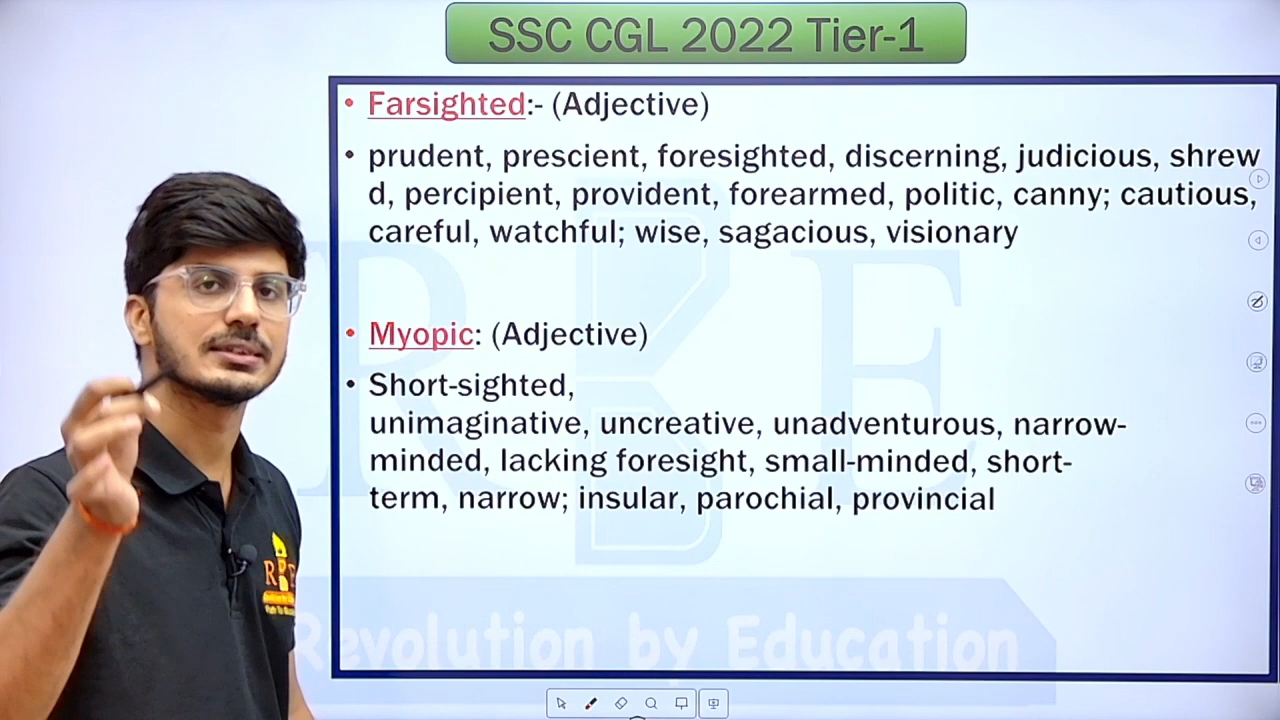 SSC CGL 2022 Tier-1
• Farsighted:- (Adjective)
• prudent, prescient, foresighted, discerning, judicious, shrew
d, percipient, provident, forearmed, politic, canny; cautious,
careful, watchful; wise, sagacious, visionary
• Myopic: (Adjective)
• Short-sighted,
unimaginative, uncreative, unadventurous, narrow-
minded, lacking foresight, small-minded, short-
term, narrow; insular, parochial, provincial
R B E
Revolution by Education
R B E